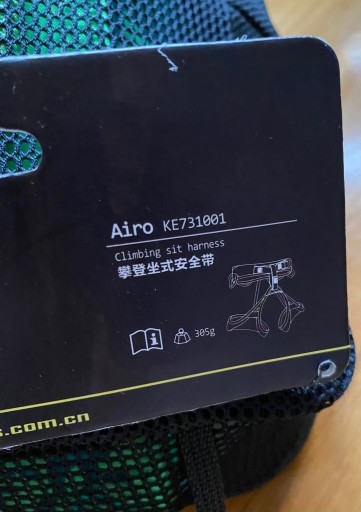 Airo KE731001
Climbing sit harness
攀登坐式安全带
305g
s.com.cn